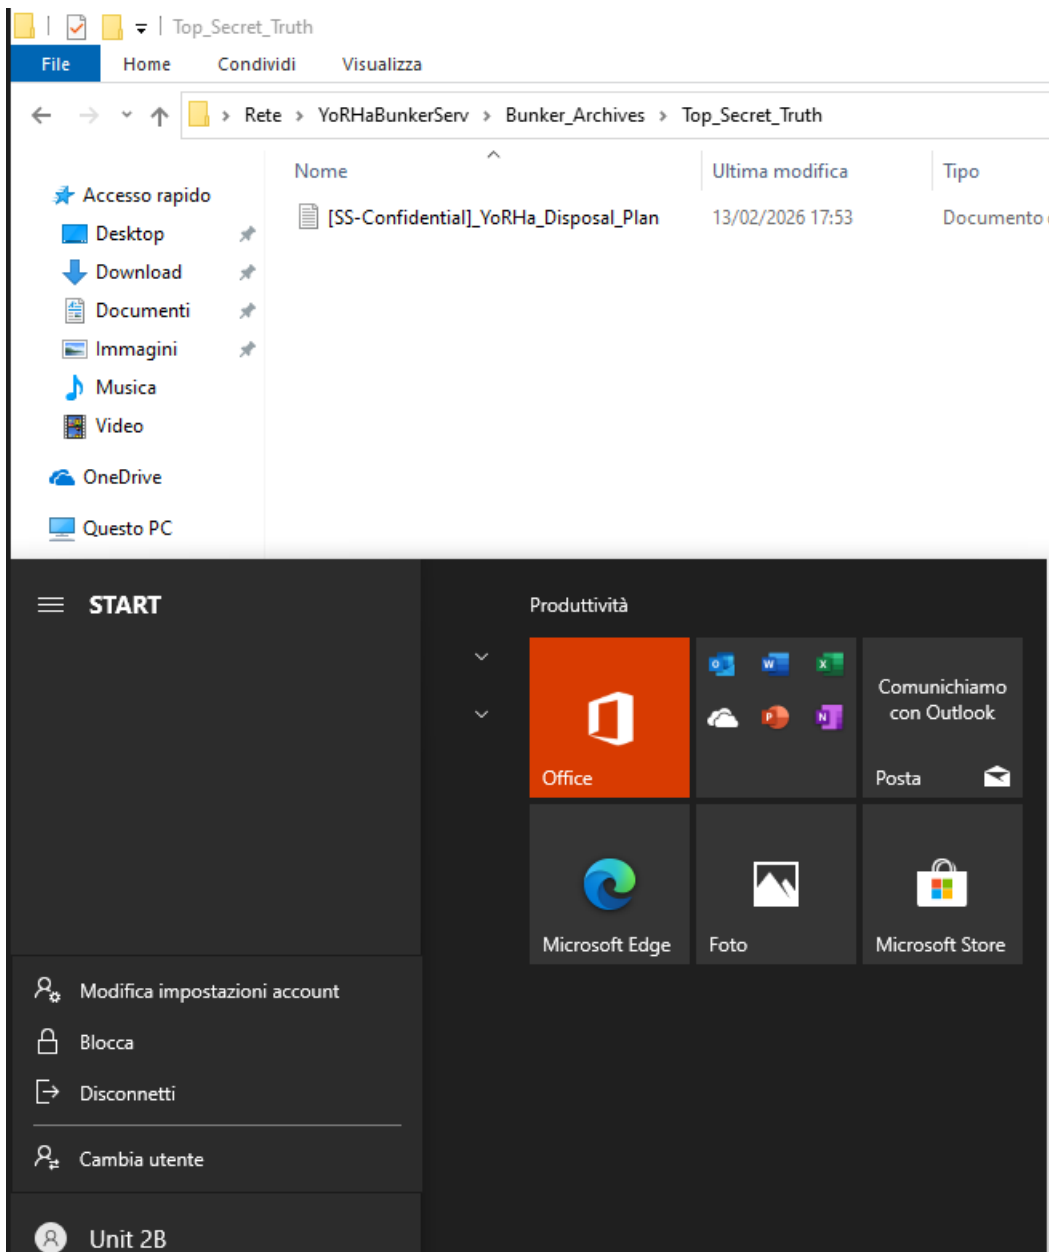 Top_Secret_Truth
File Home Condividi Visualizza
Rete > YoRHaBunkerServ > Bunker_Archives > Top_Secret_Truth
Nome Ultima modifica Tipo
Accesso rapido
[SS-Confidential]_YoRHa_Disposal_Plan 13/02/2026 17:53 Documento
Desktop
Download
Documenti
Immagini
Musica
Video
OneDrive
Questo PC
START
Produttività
Office
Comunichiamo
con Outlook
Posta
Microsoft Edge
Foto
Microsoft Store
Modifica impostazioni account
Blocca
Disconnetti
Cambia utente
Unit 2B